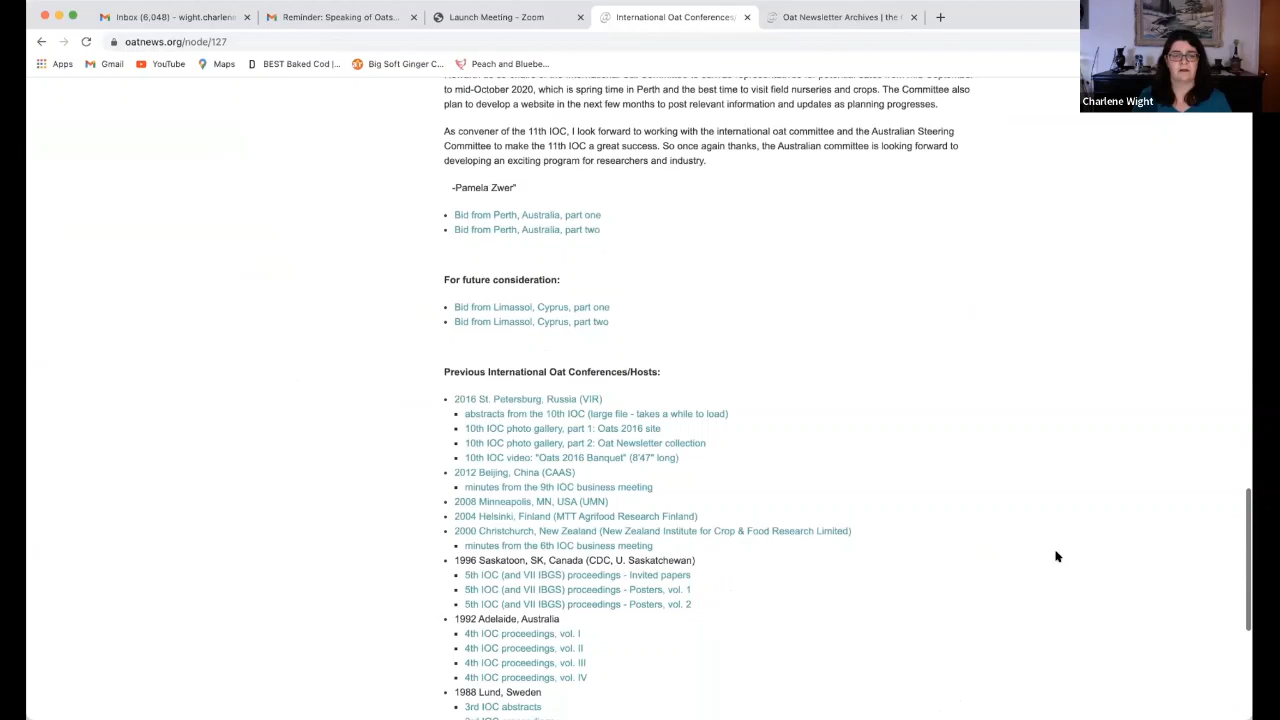 Inbox (6,048) - wight.charlene
Reminder: Speaking of Oats...
Launch Meeting - Zoom
International Oat Conferences/
Oat Newsletter Archives | the
oatnews.org/node/127
Apps
Gmail
YouTube
Maps
BEST Baked Cod |...
Big Soft Ginger C...
Peach and Bluebe...
Charlene Wight
to mid-October 2020, which is spring time in Perth and the best time to visit field nurseries and crops. The Committee also
plan to develop a website in the next few months to post relevant information and updates as planning progresses.
As convener of the 11th IOC, I look forward to working with the international oat committee and the Australian Steering
Committee to make the 11th IOC a great success. So once again thanks, the Australian committee is looking forward to
developing an exciting program for researchers and industry.
-Pamela Zwer"
Bid from Perth, Australia, part one
Bid from Perth, Australia, part two
For future consideration:
Bid from Limassol, Cyprus, part one
Bid from Limassol, Cyprus, part two
Previous International Oat Conferences/Hosts:
2016 St. Petersburg, Russia (VIR)
abstracts from the 10th IOC (large file - takes a while to load)
10th IOC photo gallery, part 1: Oats 2016 site
10th IOC photo gallery, part 2: Oat Newsletter collection
10th IOC video: "Oats 2016 Banquet" (8'47" long)
2012 Beijing, China (CAAS)
minutes from the 9th IOC business meeting
2008 Minneapolis, MN, USA (UMN)
2004 Helsinki, Finland (MTT Agrifood Research Finland)
2000 Christchurch, New Zealand (New Zealand Institute for Crop & Food Research Limited)
minutes from the 6th IOC business meeting
1996 Saskatoon, SK, Canada (CDC, U. Saskatchewan)
5th IOC (and VII IBGS) proceedings - Invited papers
5th IOC (and VII IBGS) proceedings - Posters, vol. 1
5th IOC (and VII IBGS) proceedings - Posters, vol. 2
1992 Adelaide, Australia
4th IOC proceedings, vol. I
4th IOC proceedings, vol. II
4th IOC proceedings, vol. III
4th IOC proceedings, vol. IV
1988 Lund, Sweden
3rd IOC abstracts